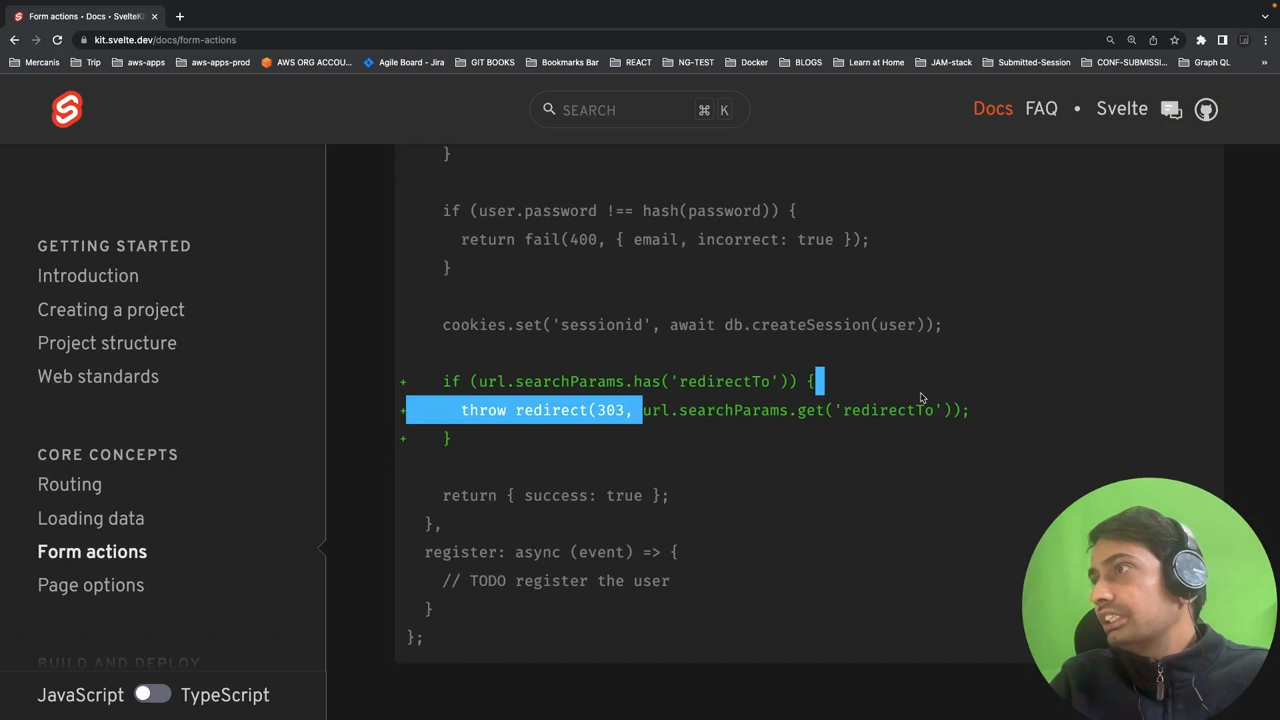 Form actions • Docs • SvelteKi
kit.svelte.dev/docs/form-actions
Mercanis Trip aws-apps aws-apps-prod AWS ORG ACCOU... Agile Board - Jira GIT BOOKS Bookmarks Bar REACT NG-TEST Docker BLOGS Learn at Home JAM-stack Submitted-Session CONF-SUBMISSI... Graph QL »
SEARCH ⌘ K
Docs FAQ • Svelte
GETTING STARTED
Introduction
Creating a project
Project structure
Web standards
CORE CONCEPTS
Routing
Loading data
Form actions
Page options
BUILD AND DEPLOY
JavaScript TypeScript
}
if (user.password !== hash(password)) {
return fail(400, { email, incorrect: true });
}
cookies.set('sessionid', await db.createSession(user));
+ if (url.searchParams.has('redirectTo')) {
+ throw redirect(303, url.searchParams.get('redirectTo'));
+ }
return { success: true };
},
register: async (event) => {
// TODO register the user
}
};